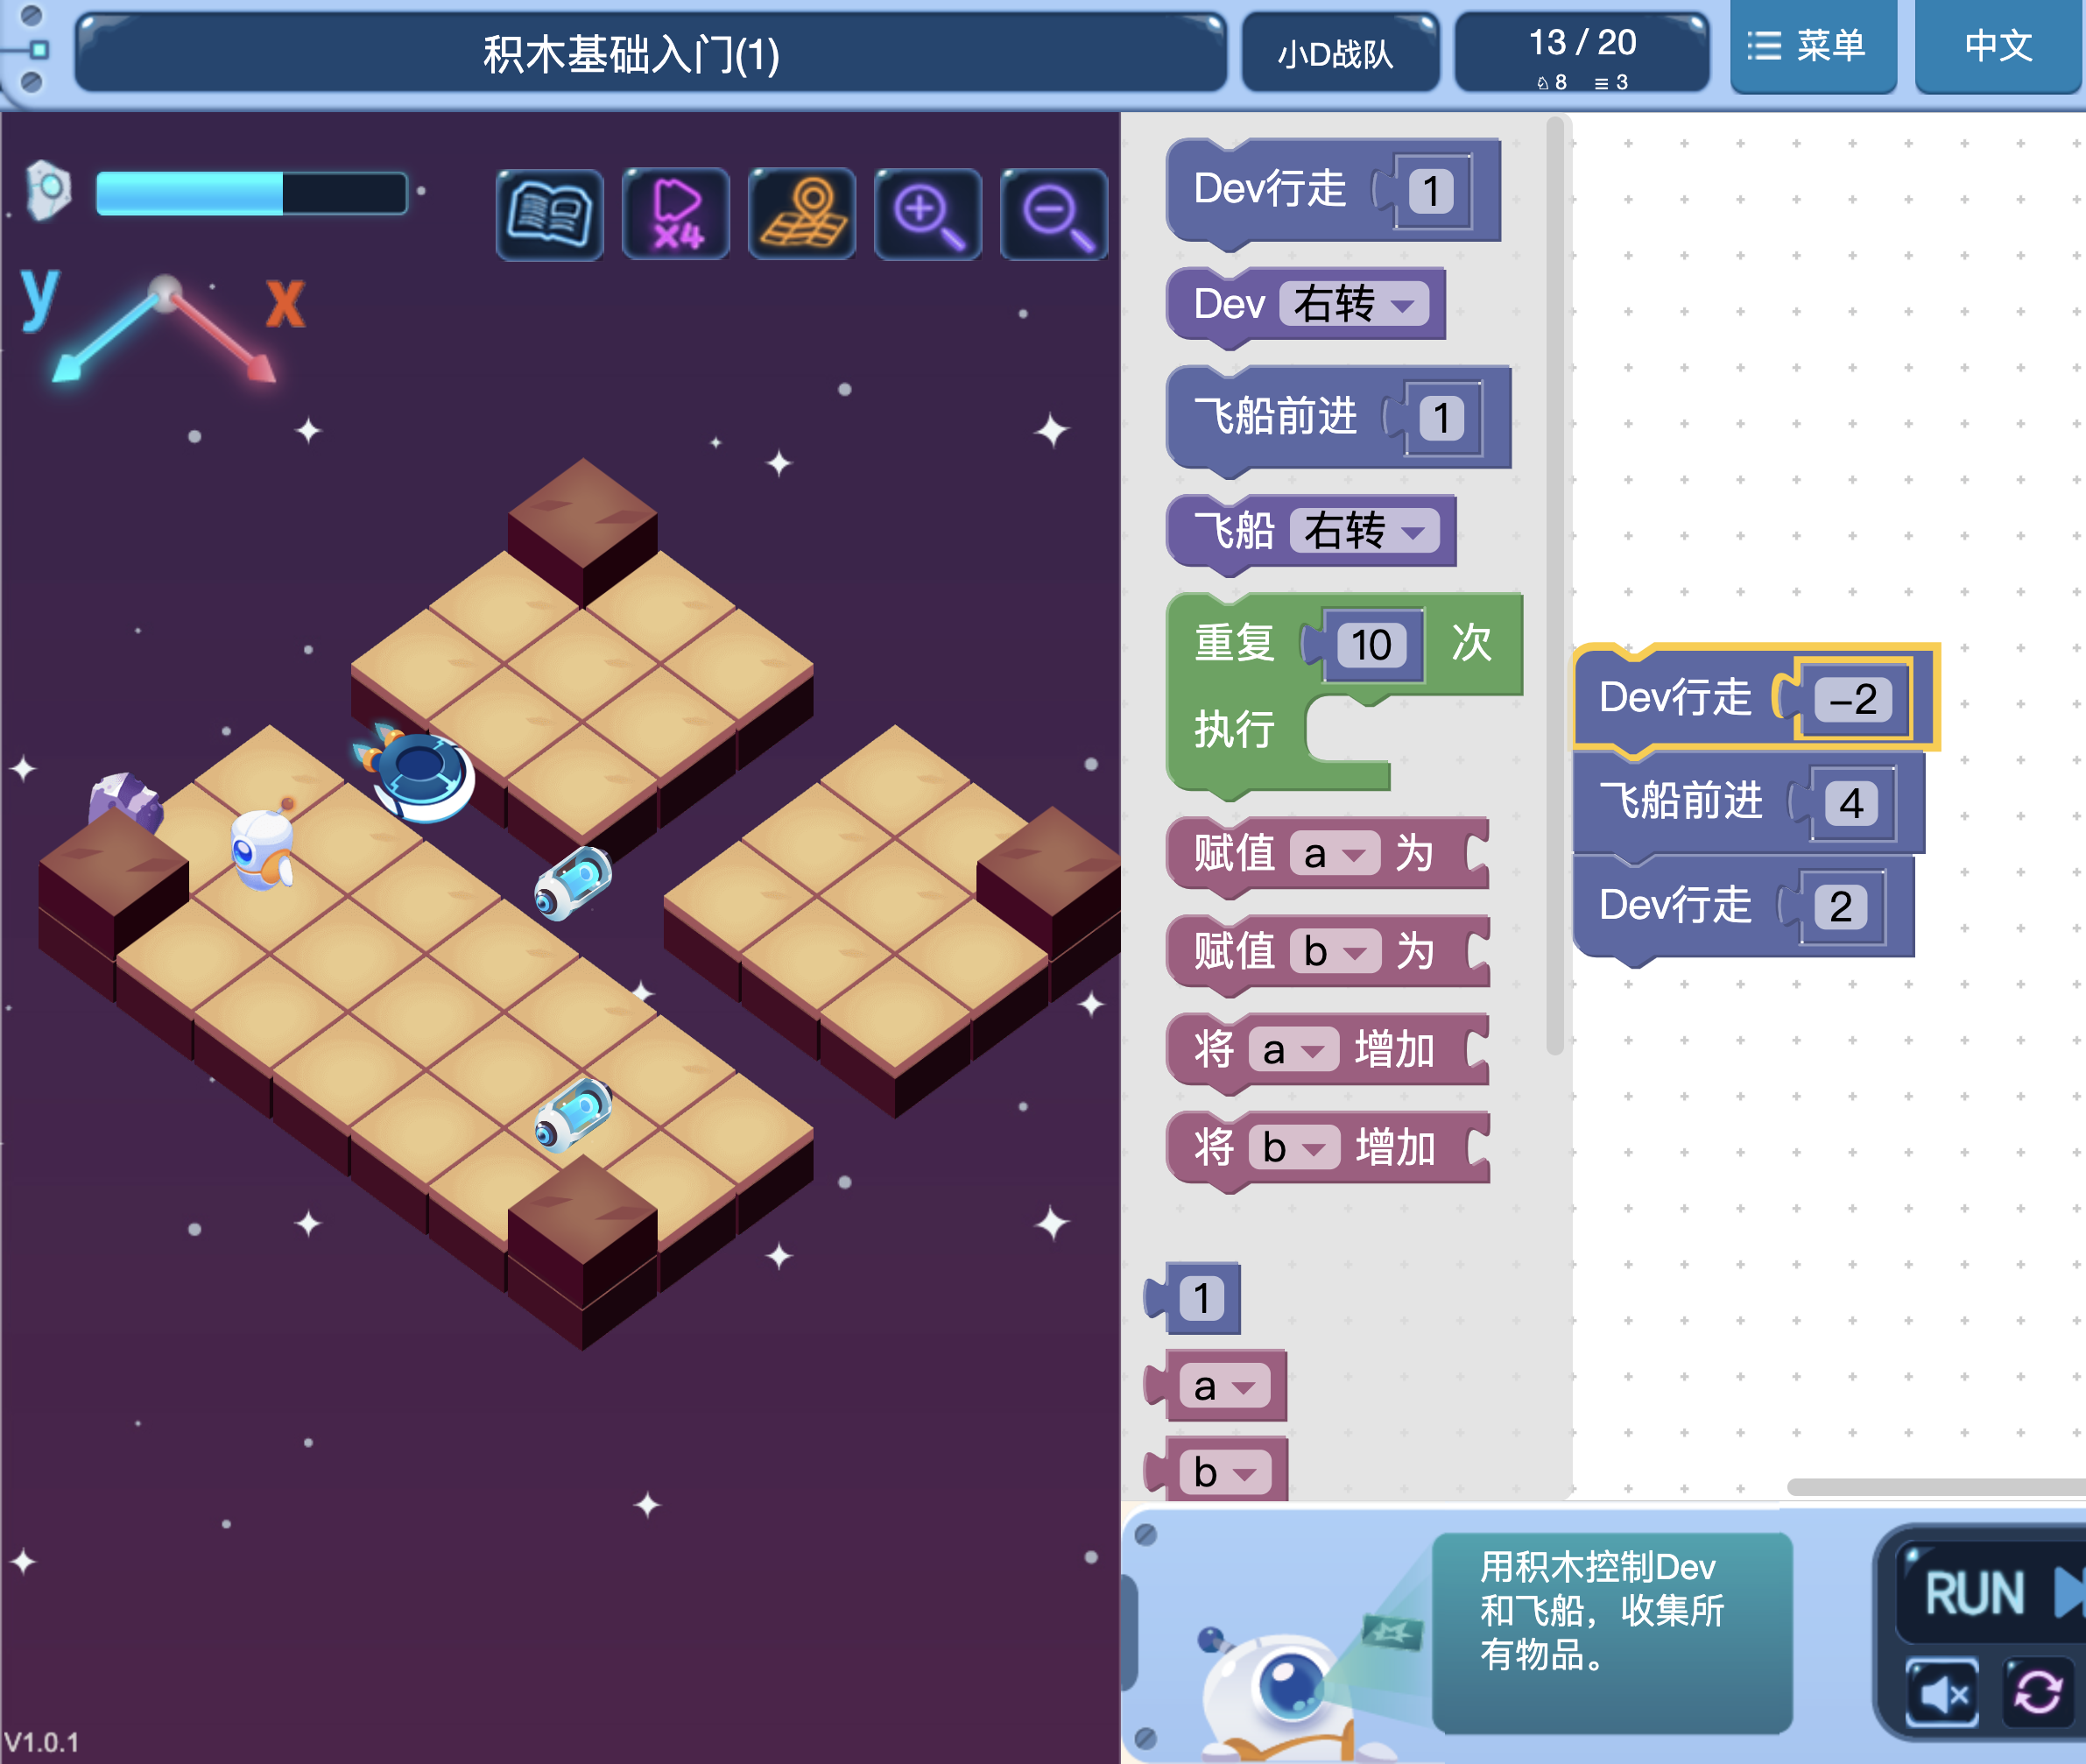 积木基础入门(1)
小D战队
13 / 20
8
3
菜单
中文
X4
y
x
Dev行走 1
Dev 右转
飞船前进 1
飞船 右转
重复 10 次
执行
赋值 a 为
赋值 b 为
将 a 增加
将 b 增加
1
a
b
Dev行走 -2
飞船前进 4
Dev行走 2
用积木控制Dev
和飞船，收集所
有物品。
RUN
V1.0.1